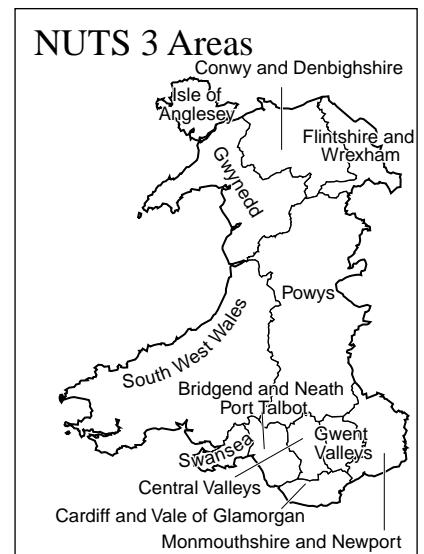 NUTS 3 Areas
Conwy and Denbighshire
Isle of
Anglesey
Flintshire and
Wrexham
Gwynedd
Powys
South West Wales
Bridgend and Neath
Port Talbot
Swansea
Gwent
Valleys
Central Valleys
Cardiff and Vale of Glamorgan
Monmouthshire and Newport